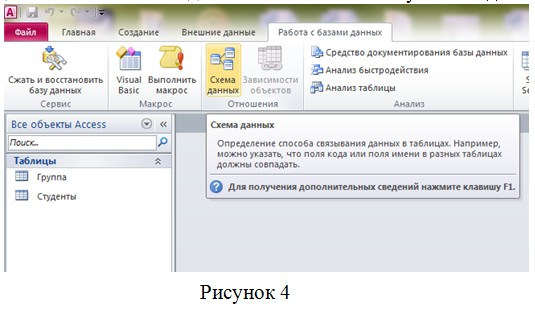 A
Файл Главная Создание Внешние данные Работа с базами данных
Сжать и восстановить базу данных
Visual Basic
Выполнить макрос
Схема данных
Зависимости объектов
Средство документирования базы данных
Анализ быстродействия
Анализ таблицы
Сервис Макрос Отношения Анализ
Все объекты Access
Поиск...
Таблицы
Группа
Студенты
Схема данных
Определение способа связывания данных в таблицах. Например,
можно указать, что поля кода или поля имени в разных таблицах
должны совпадать.
Для получения дополнительных сведений нажмите клавишу F1.
Рисунок 4